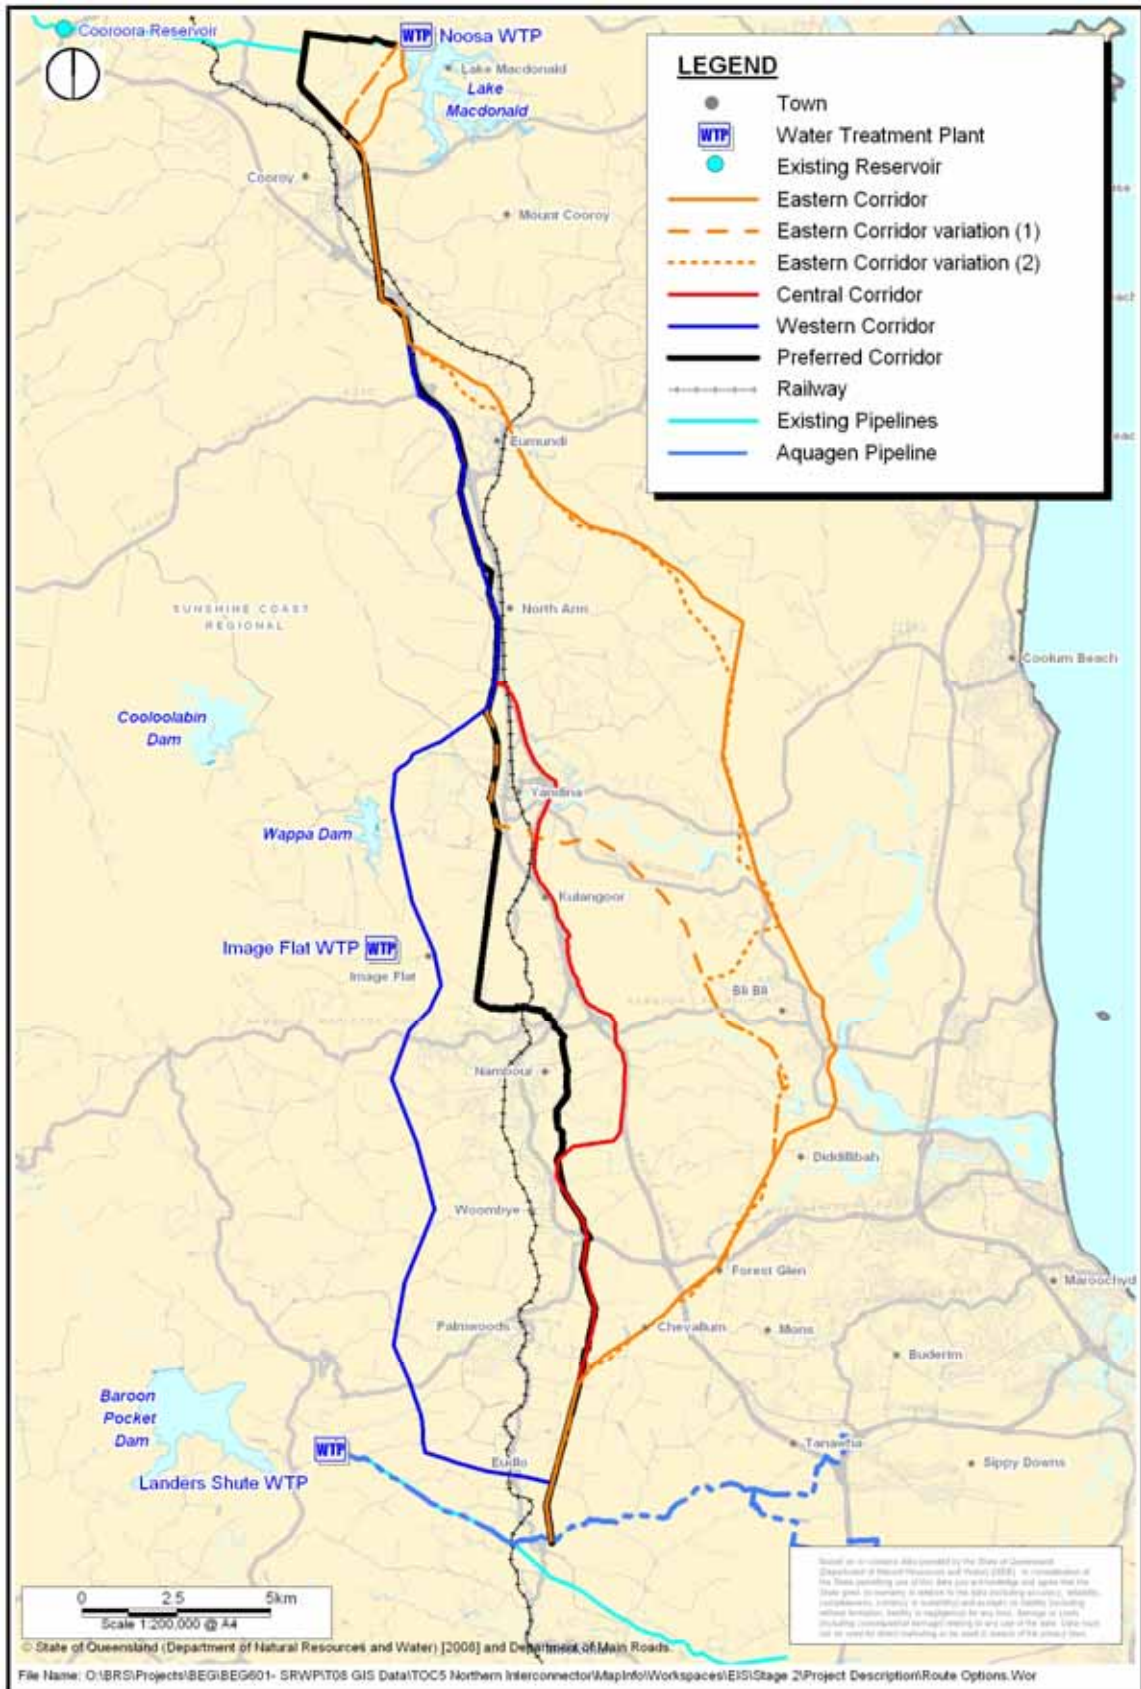 Cooroora Reservoir
WTP Noosa WTP
Lake Macdonald
Lake
Macdonald
Cooroy
Mount Cooroy
LEGEND
Town
WTP Water Treatment Plant
Existing Reservoir
Eastern Corridor
Eastern Corridor variation (1)
Eastern Corridor variation (2)
Central Corridor
Western Corridor
Preferred Corridor
Railway
Existing Pipelines
Aquagen Pipeline
Eumundi
SUNSHINE COAST
REGIONAL
North Arm
Coolum Beach
Cooloolabin
Dam
Yandina
Wappa Dam
Kulangoor
Image Flat WTP WTP
Image Flat
Bli Bli
Nambour
Diddillibah
Woombye
Forest Glen
Maroochyd
Palmwoods
Chevallum
Mons
Buderim
Baroon
Pocket
Dam
WTP
Landers Shute WTP
Eudlo
Tanawha
Sippy Downs
0 2.5 5km
Scale 1:200,000 @ A4
© State of Queensland (Department of Natural Resources and Water) [2008] and Department of Main Roads.
File Name: O:\BRS\Projects\BEG\BEG601- SRWP\T08 GIS Data\TOC5 Northern Interconnector\MapInfo\Workspaces\EIS\Stage 2\Project Description\Route Options.Wor